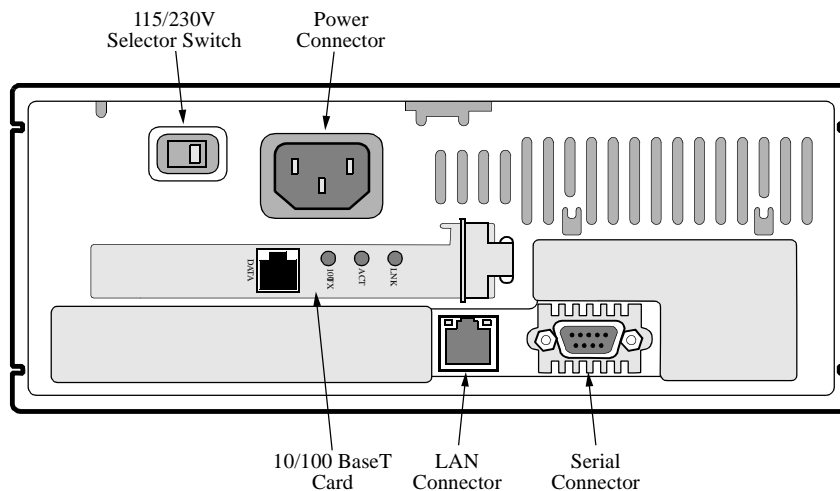 115/230V
Selector Switch
Power
Connector
DATA
100TX
ACT
LNK
10/100 BaseT
Card
LAN
Connector
Serial
Connector